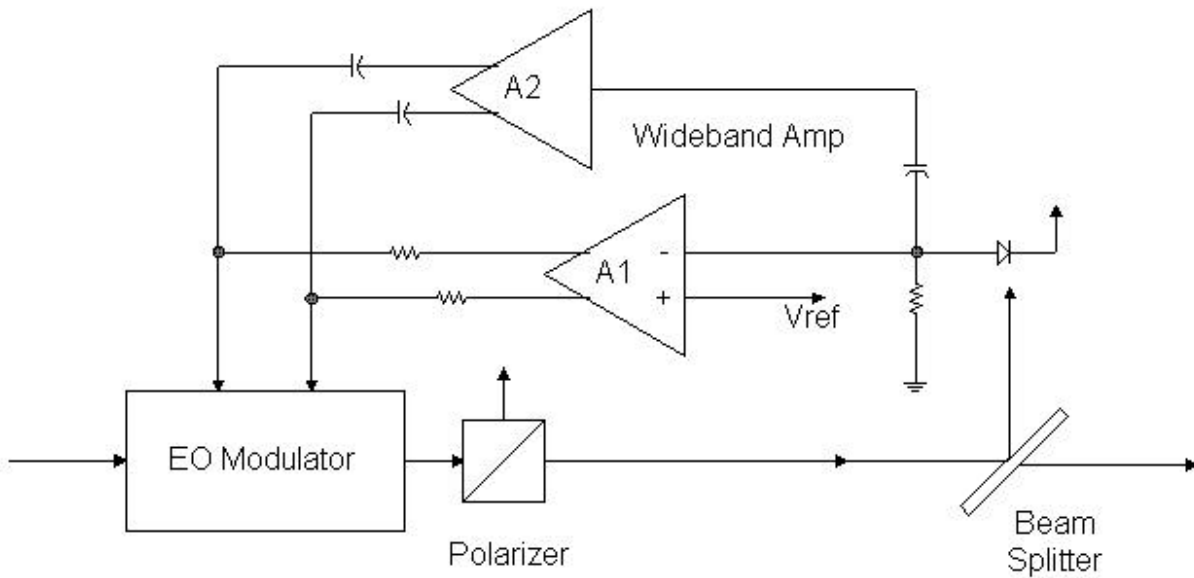 A2
Wideband Amp
A1
-
+
Vref
EO Modulator
Polarizer
Beam
Splitter